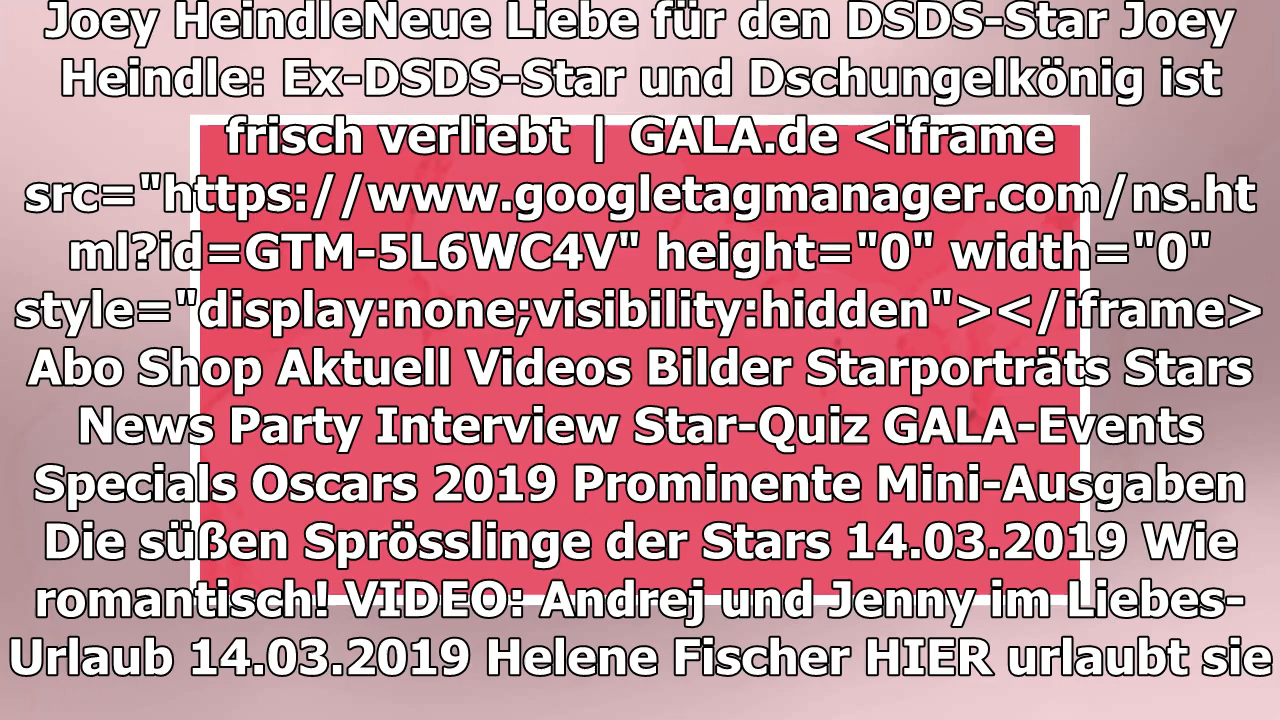 Joey HeindleNeue Liebe für den DSDS-Star Joey
Heindle: Ex-DSDS-Star und Dschungelkönig ist
frisch verliebt | GALA.de <iframe
src="https://www.googletagmanager.com/ns.ht
ml?id=GTM-5L6WC4V" height="0" width="0"
style="display:none;visibility:hidden"></iframe>
Abo Shop Aktuell Videos Bilder Starporträts Stars
News Party Interview Star-Quiz GALA-Events
Specials Oscars 2019 Prominente Mini-Ausgaben
Die süßen Sprösslinge der Stars 14.03.2019 Wie
romantisch! VIDEO: Andrej und Jenny im Liebes-
Urlaub 14.03.2019 Helene Fischer HIER urlaubt sie